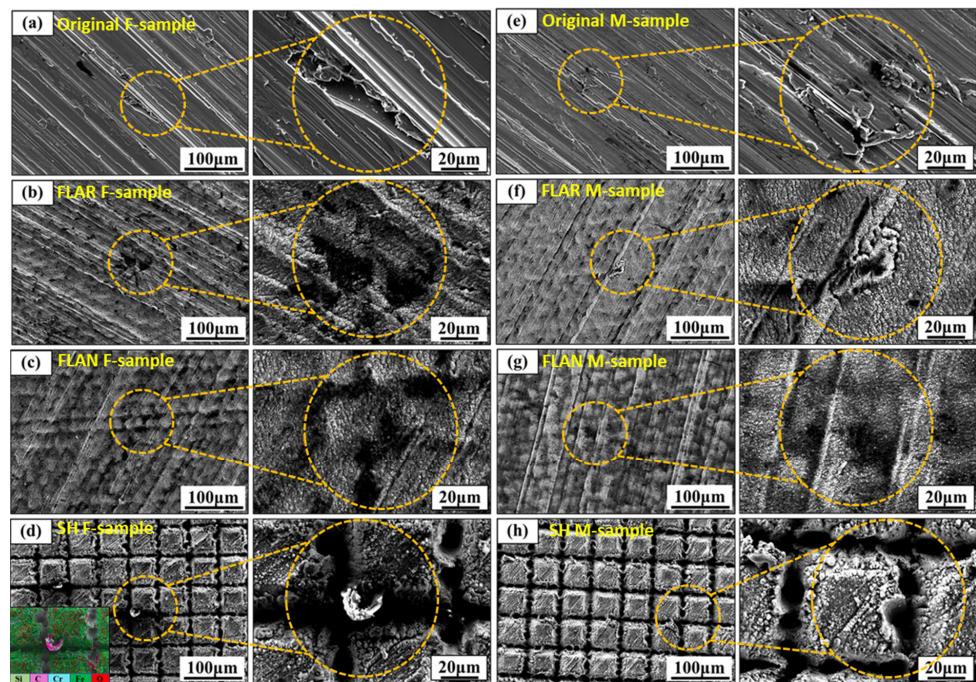 (a) Original F-sample
100µm
20µm
(e) Original M-sample
100µm
20µm
(b) FLAR F-sample
100µm
20µm
(f) FLAR M-sample
100µm
20µm
(c) FLAN F-sample
100µm
20µm
(g) FLAN M-sample
100µm
20µm
(d) SH F-sample
100µm
20µm
(h) SH M-sample
100µm
20µm
Si C Cr Fe O